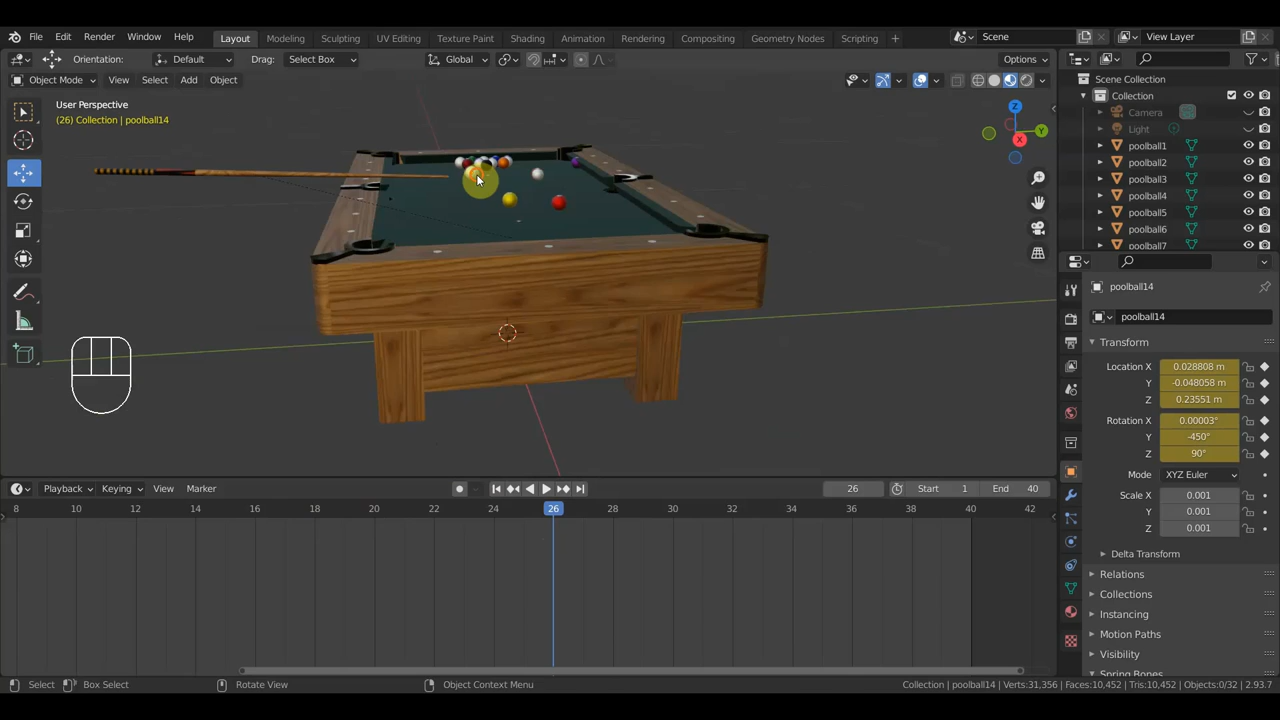 File Edit Render Window Help Layout Modeling Sculpting UV Editing Texture Paint Shading Animation Rendering Compositing Geometry Nodes Scripting + Scene View Layer
Orientation: Default Drag: Select Box Global Options
Object Mode View Select Add Object
User Perspective
(26) Collection | poolball14
Z
Y
X
Scene Collection
Collection
Camera
Light
poolball1
poolball2
poolball3
poolball4
poolball5
poolball6
poolball7
poolball14
poolball14
Transform
Location X 0.028808 m
Y -0.048058 m
Z 0.23551 m
Rotation X 0.00003°
Y -450°
Z 90°
Mode XYZ Euler
Scale X 0.001
Y 0.001
Z 0.001
Delta Transform
Relations
Collections
Instancing
Motion Paths
Visibility
Spring Bones
Playback Keying View Marker 26 Start 1 End 40
8 10 12 14 16 18 20 22 24 26 28 30 32 34 36 38 40 42
Select Box Select Rotate View Object Context Menu Collection | poolball14 | Verts:31,356 | Faces:10,452 | Tris:10,452 | Objects:0/32 | 2.93.7